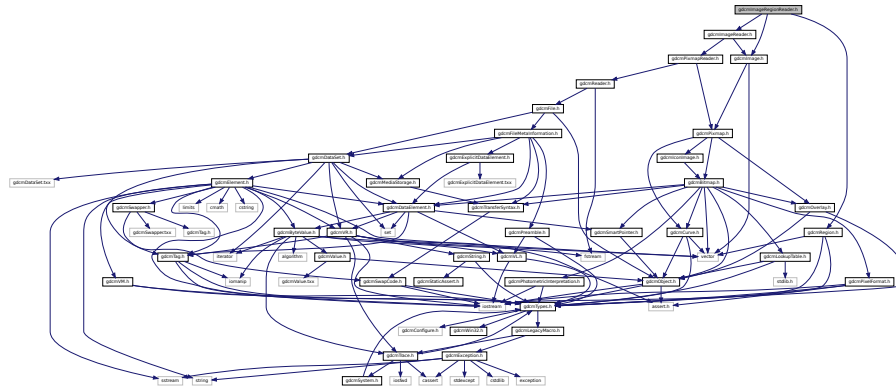 gdcmImageRegionReader.h
gdcmImageReader.h
gdcmPixmapReader.h
gdcmImage.h
gdcmReader.h
gdcmFile.h
gdcmFileMetaInformation.h
gdcmPixmap.h
gdcmDataSet.h
gdcmExplicitDataElement.h
gdcmIconImage.h
gdcmDataSet.txx
gdcmElement.h
gdcmMediaStorage.h
gdcmExplicitDataElement.txx
gdcmBitmap.h
gdcmSwapper.h
limits
cmath
cstring
gdcmDataElement.h
gdcmTransferSyntax.h
gdcmOverlay.h
gdcmSwapper.txx
gdcmTag.h
gdcmByteValue.h
gdcmVR.h
set
gdcmPreamble.h
gdcmSmartPointer.h
gdcmCurve.h
gdcmRegion.h
gdcmTag.h
iterator
algorithm
gdcmValue.h
gdcmString.h
gdcmVL.h
fstream
vector
gdcmLookupTable.h
gdcmVM.h
iomanip
gdcmValue.txx
gdcmSwapCode.h
gdcmStaticAssert.h
gdcmPhotometricInterpretation.h
gdcmObject.h
stdio.h
gdcmPixelFormat.h
iostream
gdcmTypes.h
assert.h
gdcmConfigure.h
gdcmWin32.h
gdcmLegacyMacro.h
gdcmTrace.h
gdcmException.h
sstream
string
gdcmSystem.h
iosfwd
cassert
stdexcept
cstdlib
exception